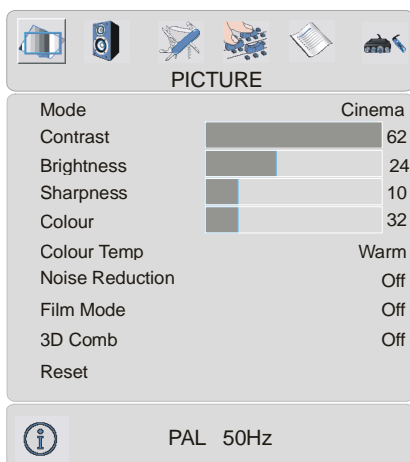 PICTURE
Mode Cinema
Contrast 62
Brightness 24
Sharpness 10
Colour 32
Colour Temp Warm
Noise Reduction Off
Film Mode Off
3D Comb Off
Reset
PAL 50Hz